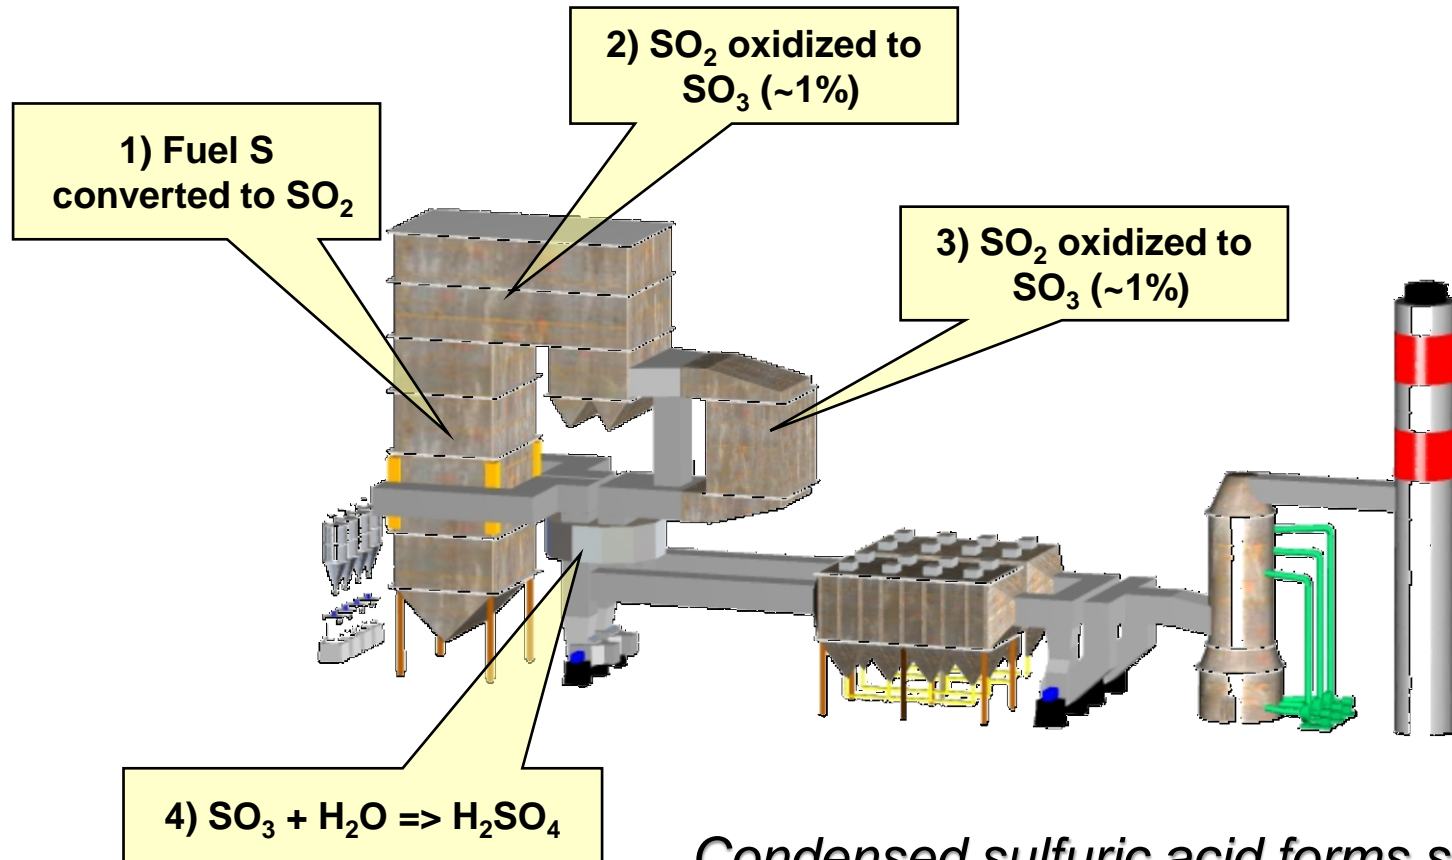 2) SO₂ oxidized to
SO₃ (~1%)
1) Fuel S
converted to SO₂
3) SO₂ oxidized to
SO₃ (~1%)
4) SO₃ + H₂O => H₂SO₄
Condensed sulfuric acid forms